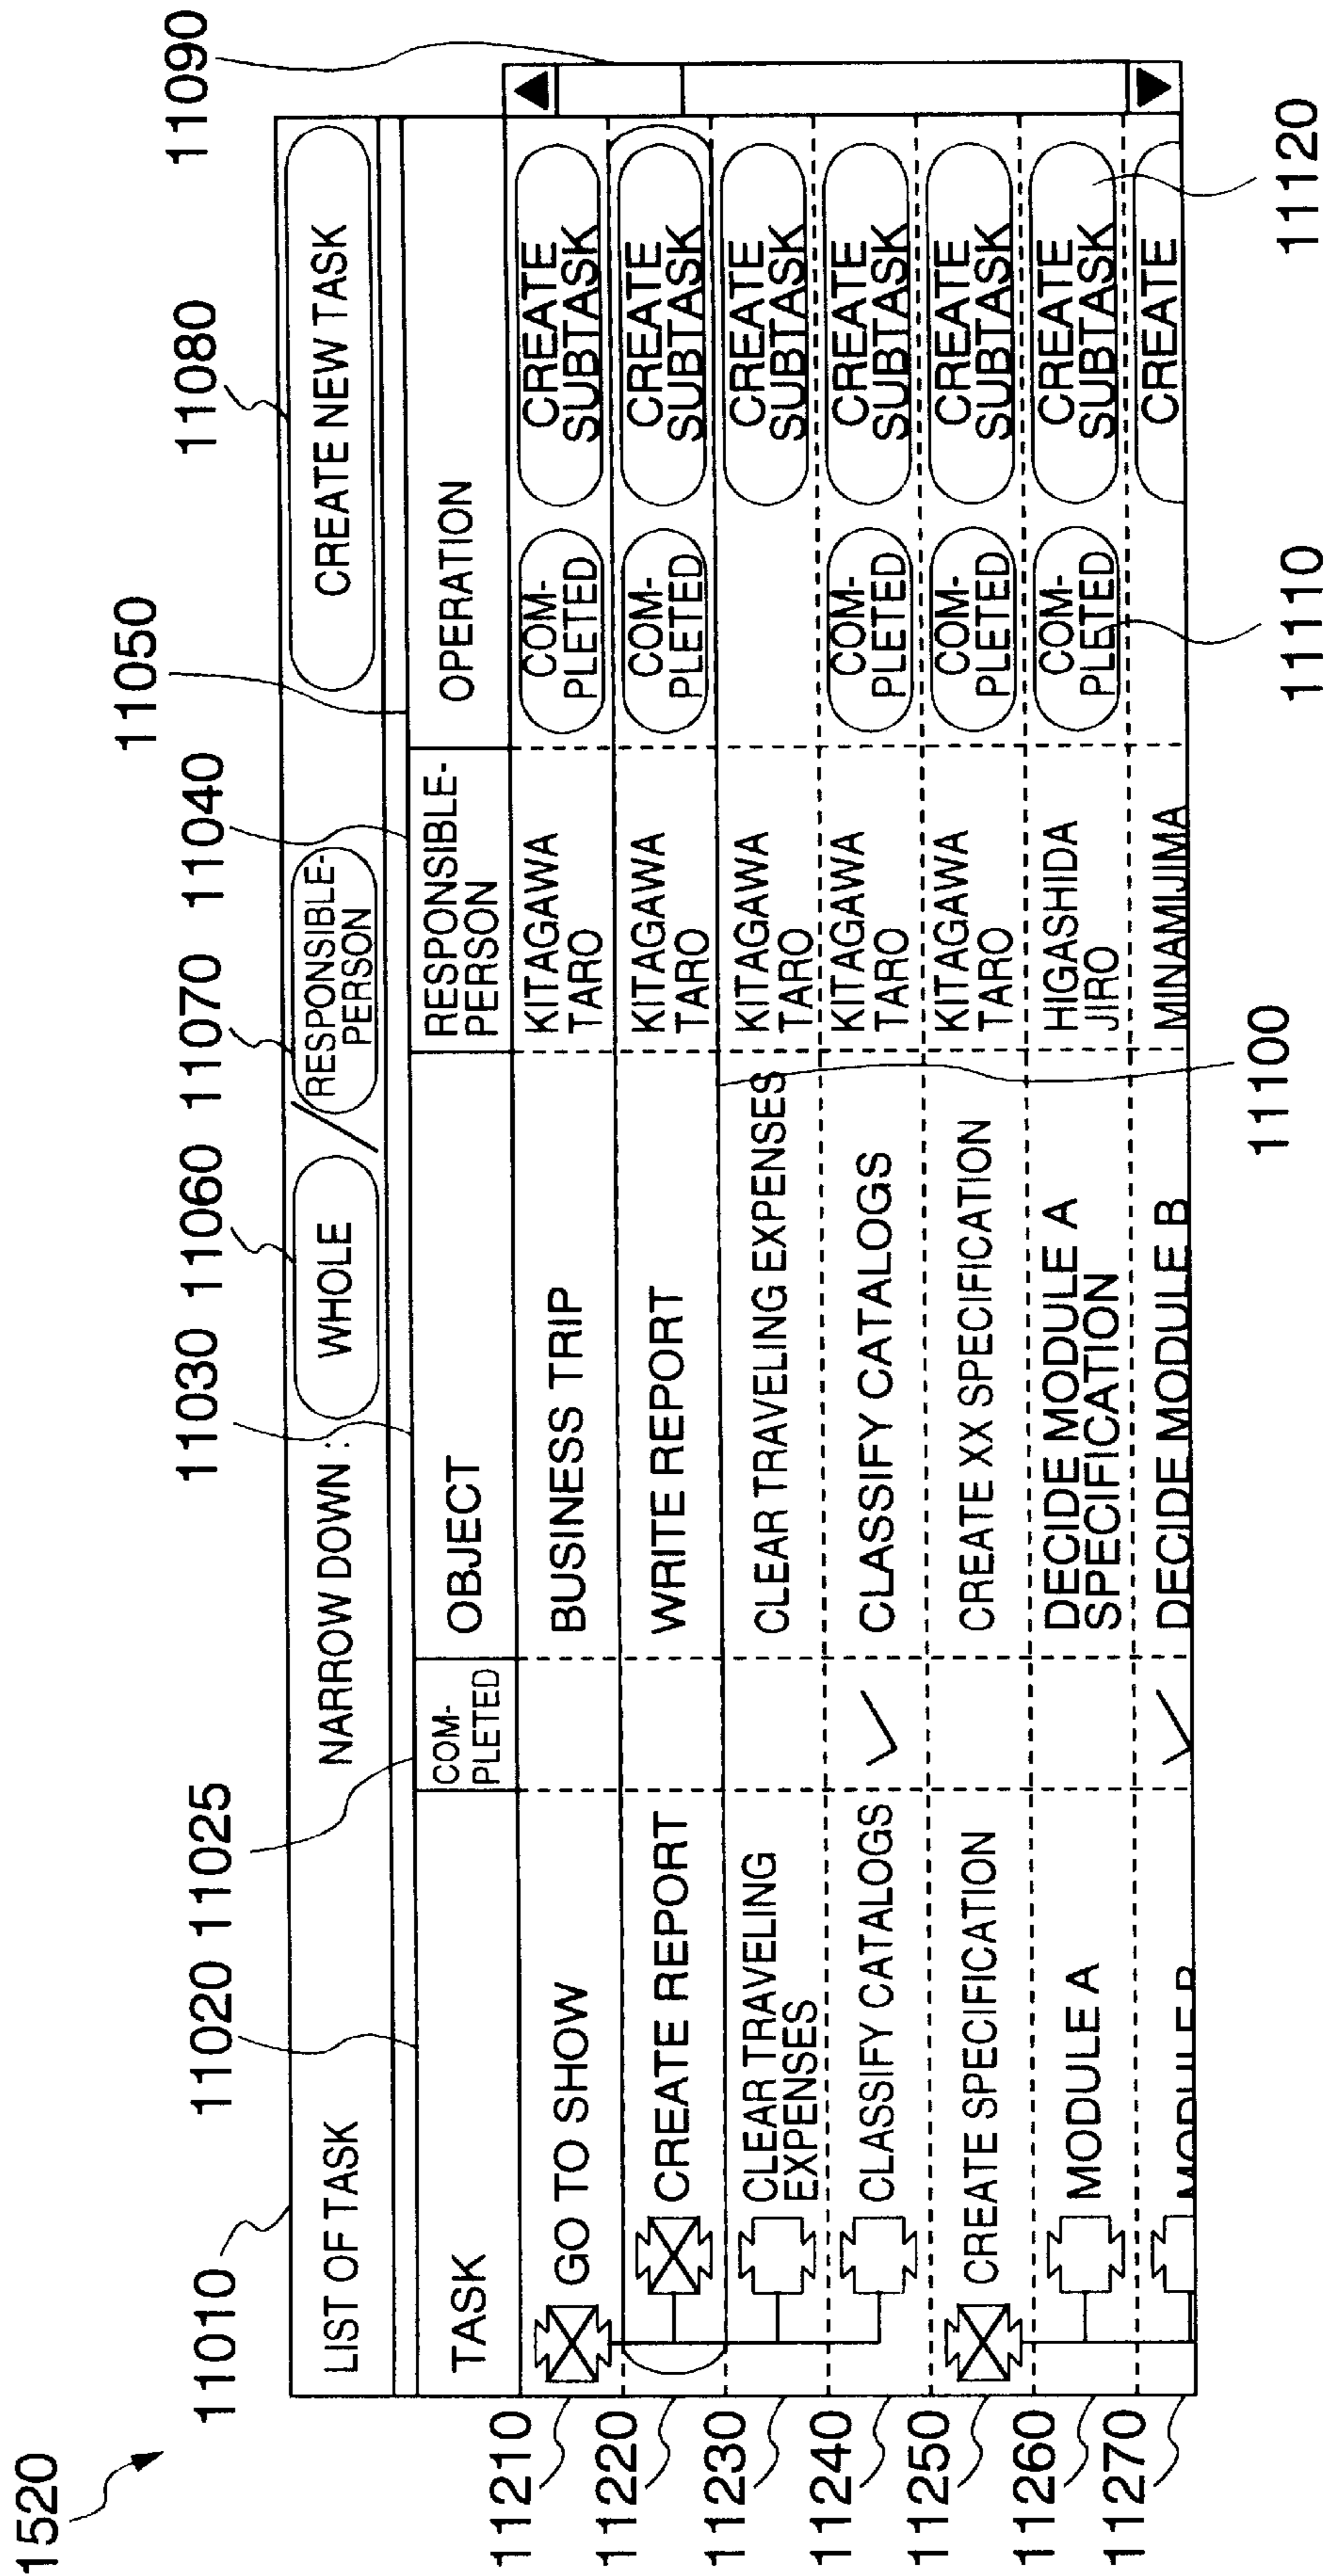 1520
11010
11020
11025
11030
11060
11070
11040
11050
11080
11090
LIST OF TASK
NARROW DOWN :
WHOLE
/
RESPONSIBLE-
PERSON
CREATE NEW TASK
TASK
COM-
PLETED
OBJECT
RESPONSIBLE-
PERSON
OPERATION
11210
GO TO SHOW
BUSINESS TRIP
KITAGAWA
TARO
COM-
PLETED
CREATE
SUBTASK
11220
CREATE REPORT
WRITE REPORT
KITAGAWA
TARO
COM-
PLETED
CREATE
SUBTASK
11230
CLEAR TRAVELING
EXPENSES
CLEAR TRAVELING EXPENSES
KITAGAWA
TARO
CREATE
SUBTASK
11240
CLASSIFY CATALOGS
CLASSIFY CATALOGS
KITAGAWA
TARO
COM-
PLETED
CREATE
SUBTASK
11250
CREATE SPECIFICATION
CREATE XX SPECIFICATION
KITAGAWA
TARO
COM-
PLETED
CREATE
SUBTASK
11260
MODULE A
DECIDE MODULE A
SPECIFICATION
HIGASHIDA
JIRO
COM-
PLETED
CREATE
SUBTASK
11270
MODULE B
DECIDE MODULE B
MINAMIJIMA
CREATE
11100
11110
11120